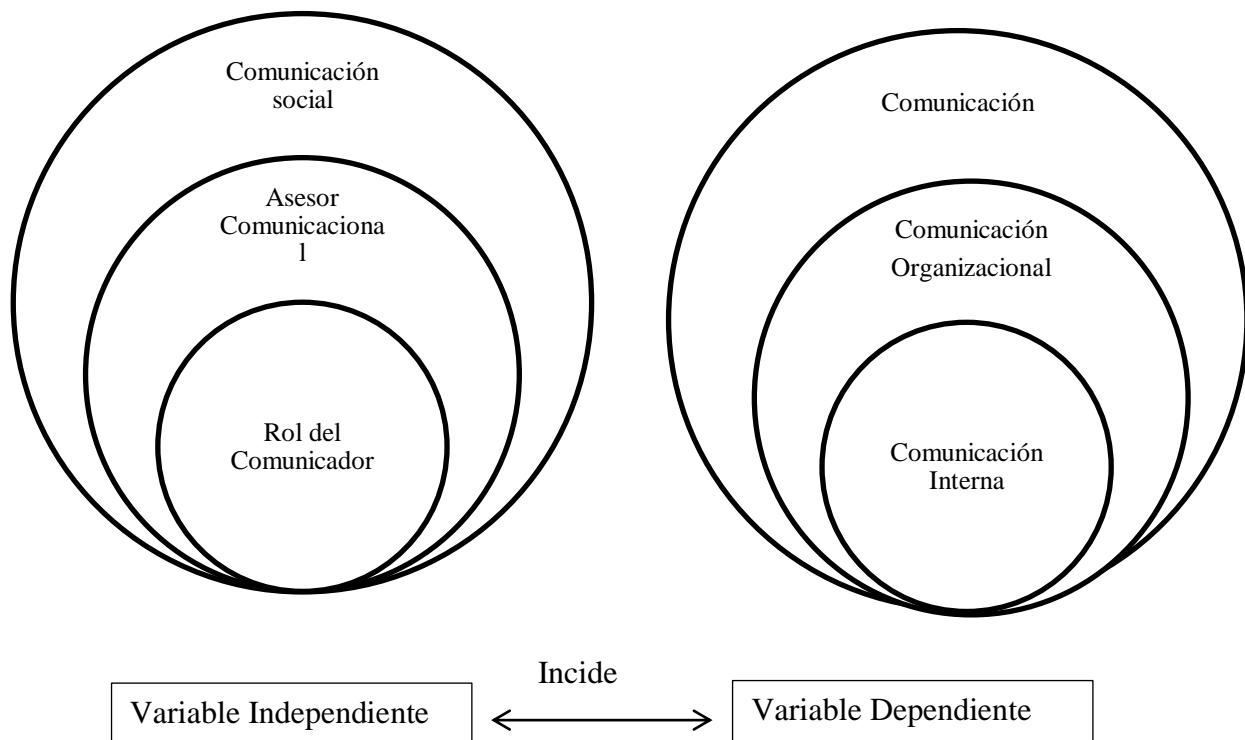 Comunicación
social
Asesor
Comunicaciona
l
Rol del
Comunicador
Comunicación
Comunicación
Organizacional
Comunicación
Interna
Incide
Variable Independiente
Variable Dependiente